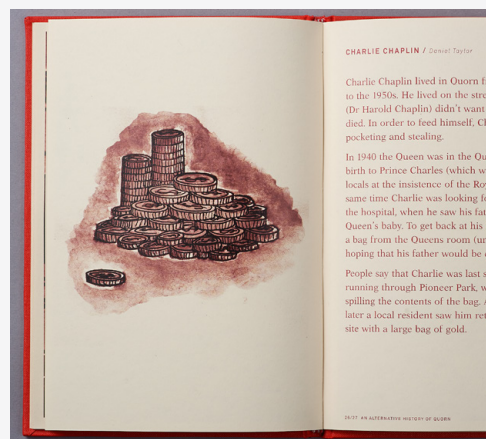 CHARLIE CHAPLIN / Daniel Taylor
Charlie Chaplin lived in Quorn
to the 1950s. He lived on the
(Dr Harold Chaplin) didn't want
died. In order to feed himself,
pocketing and stealing.
In 1940 the Queen was in the
birth to Prince Charles (which
locals at the insistence of the
same time Charlie was looking
the hospital, when he saw his
Queen's baby. To get back at his
a bag from the Queens room
hoping that his father would be
People say that Charlie was last
running through Pioneer Park,
spilling the contents of the bag.
later a local resident saw him
site with a large bag of gold.
26/27. AN ALTERNATIVE HISTORY OF QUORN